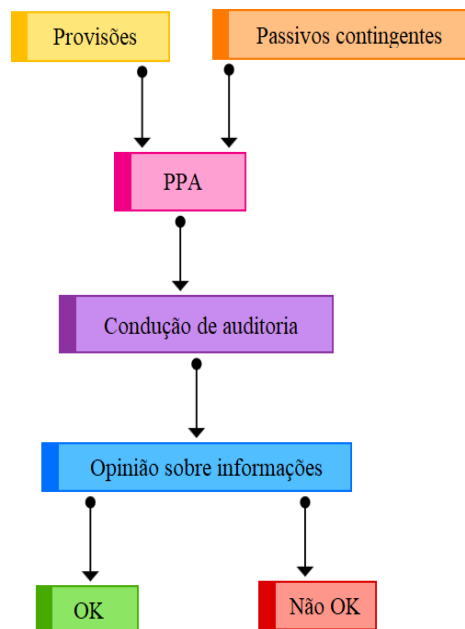 Provisões
Passivos contingentes
PPA
Condução de auditoria
Opinião sobre informações
OK
Não OK